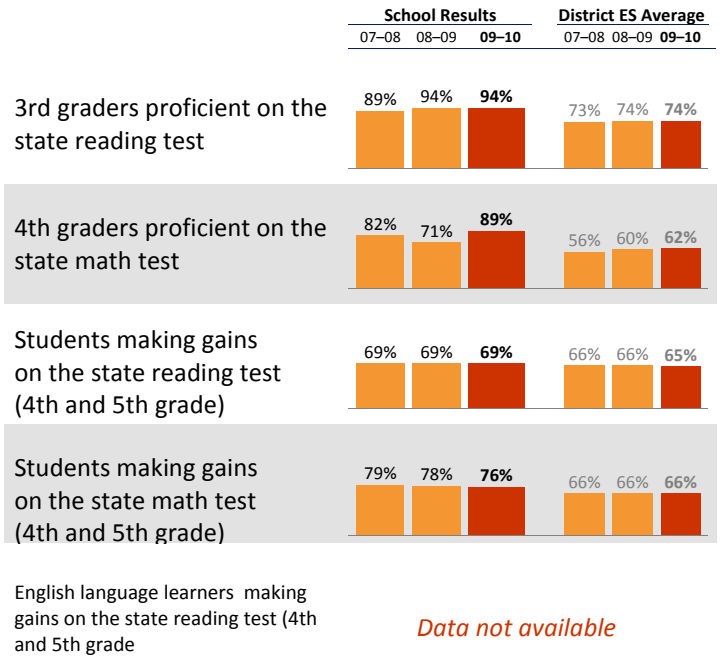 School Results District ES Average
07–08 08–09 09–10 07–08 08–09 09–10
3rd graders proficient on the
state reading test
89% 94% 94% 73% 74% 74%
4th graders proficient on the
state math test
82% 71% 89% 56% 60% 62%
Students making gains
on the state reading test
(4th and 5th grade)
69% 69% 69% 66% 66% 65%
Students making gains
on the state math test
(4th and 5th grade)
79% 78% 76% 66% 66% 66%
English language learners making
gains on the state reading test (4th
and 5th grade
Data not available